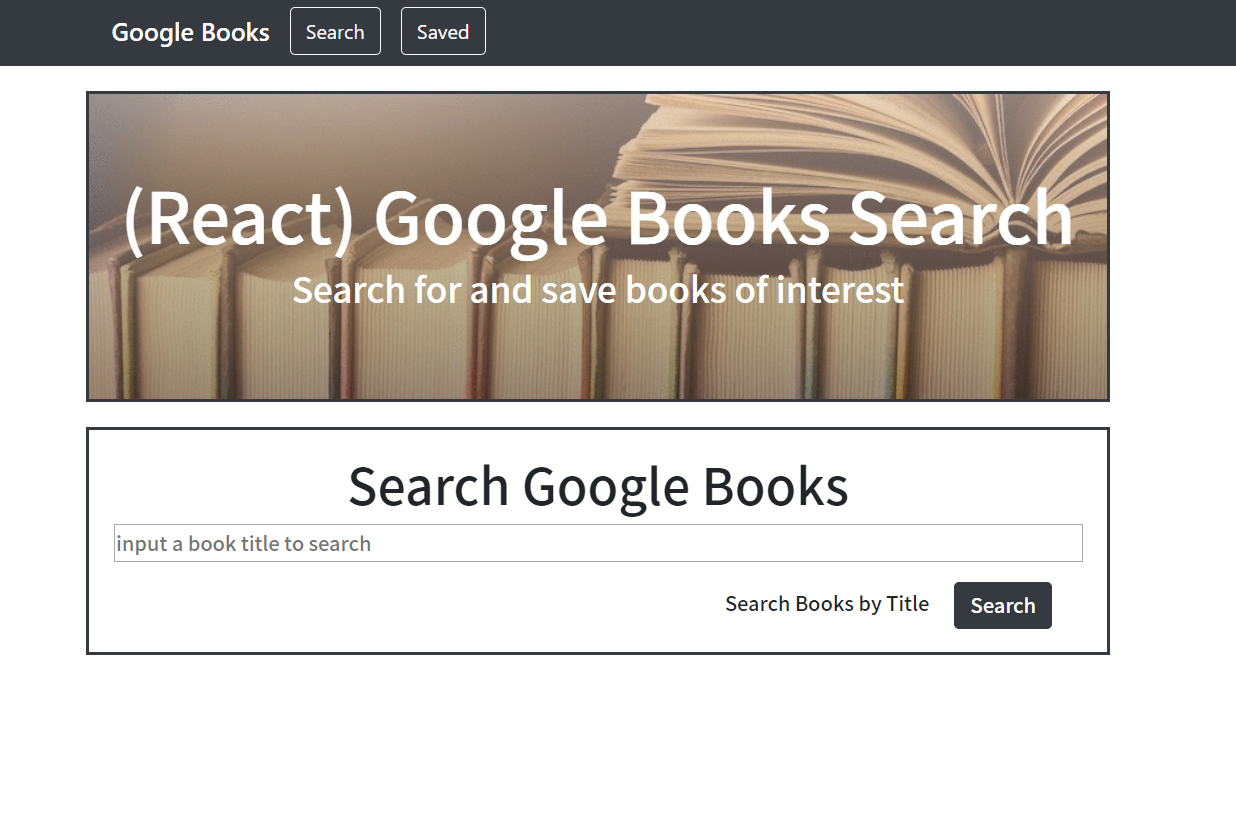 Google Books Search Saved
(React) Google Books Search
Search for and save books of interest
Search Google Books
input a book title to search
Search Books by Title Search